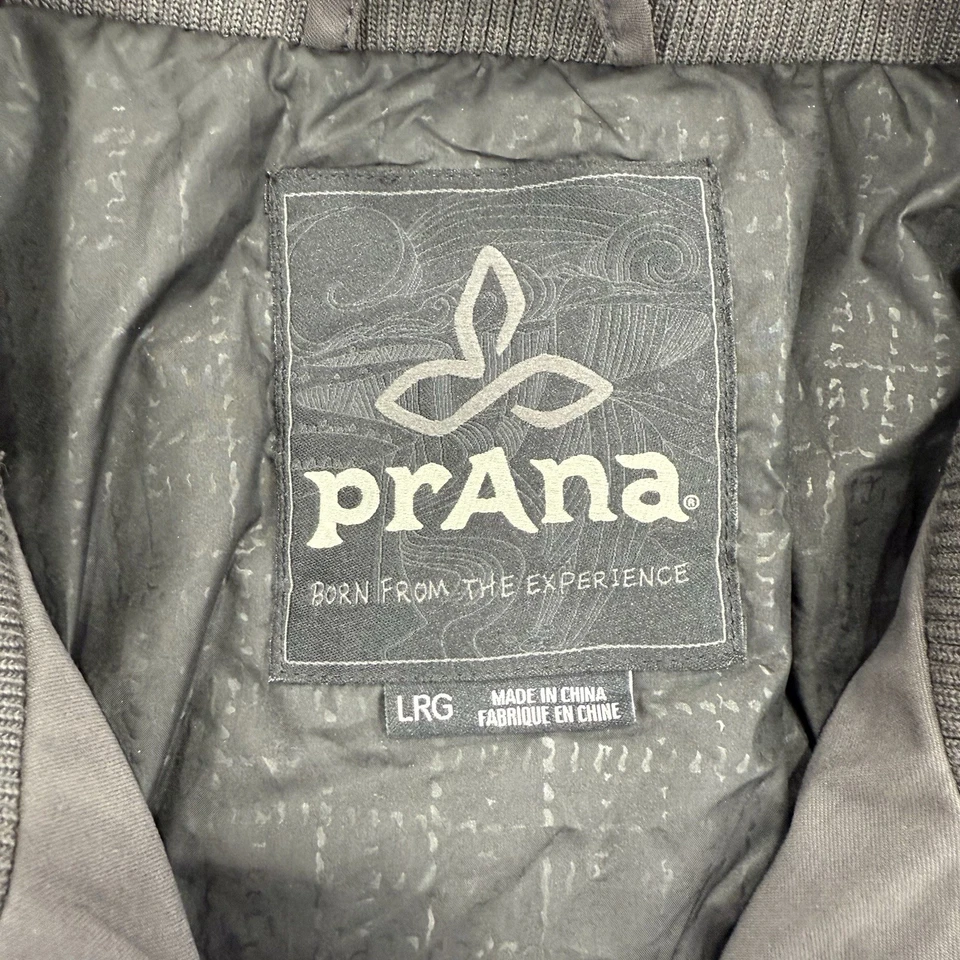 prAna®
BORN FROM THE EXPERIENCE
LRG
MADE IN CHINA
FABRIQUE EN CHINE